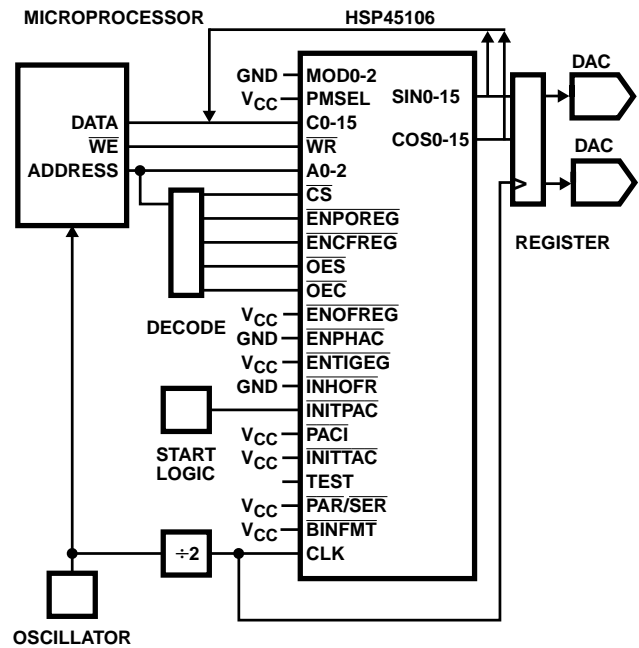 MICROPROCESSOR
HSP45106
DAC
GND
MOD0-2
VCC
PMSEL
SIN0-15
DATA
C0-15
COS0-15
WE
WR
DAC
ADDRESS
A0-2
CS
ENPOREG
ENCFREG
REGISTER
OES
OEC
DECODE
VCC
ENOFREG
GND
ENPHAC
VCC
ENTIGEG
GND
INHOFR
INITPAC
START
LOGIC
VCC
PACI
VCC
INITTAC
TEST
VCC
PAR/SER
VCC
BINFMT
÷2
CLK
OSCILLATOR